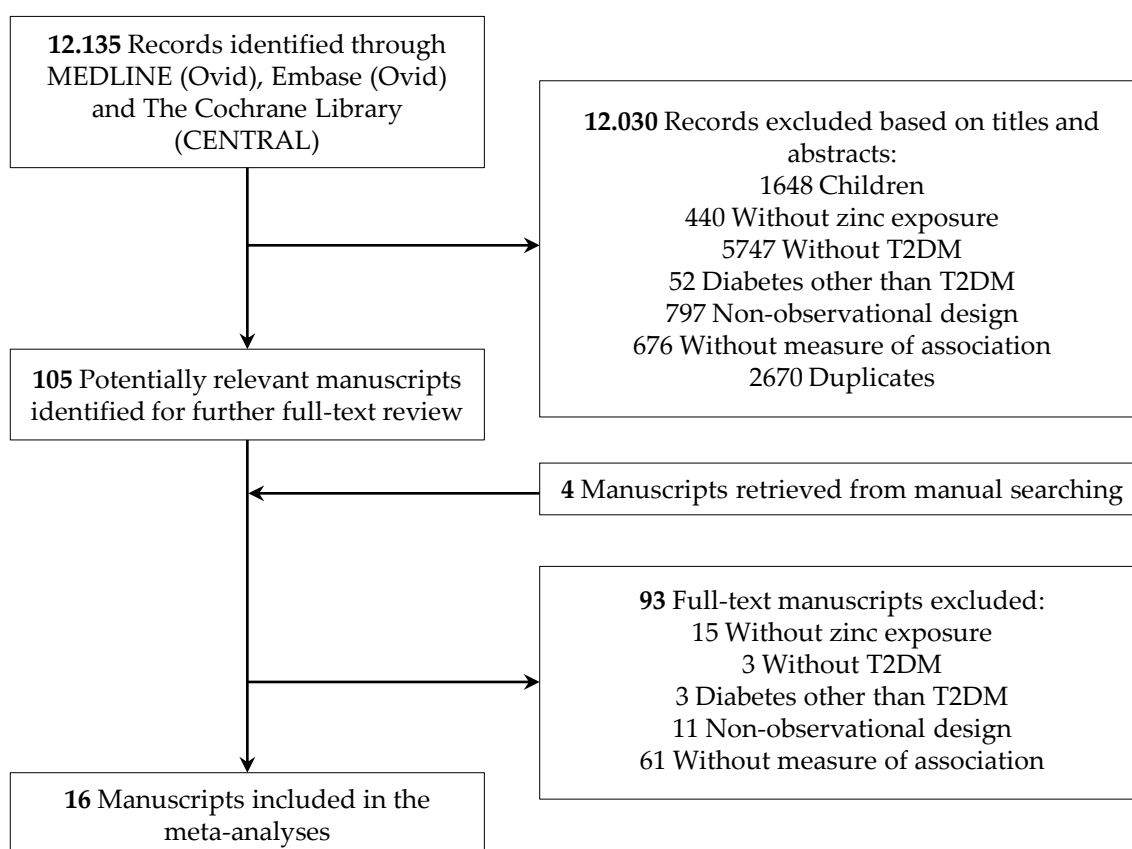 12.135 Records identified through
MEDLINE (Ovid), Embase (Ovid)
and The Cochrane Library
(CENTRAL)
12.030 Records excluded based on titles and
abstracts:
1648 Children
440 Without zinc exposure
5747 Without T2DM
52 Diabetes other than T2DM
797 Non-observational design
676 Without measure of association
2670 Duplicates
105 Potentially relevant manuscripts
identified for further full-text review
4 Manuscripts retrieved from manual searching
93 Full-text manuscripts excluded:
15 Without zinc exposure
3 Without T2DM
3 Diabetes other than T2DM
11 Non-observational design
61 Without measure of association
16 Manuscripts included in the
meta-analyses